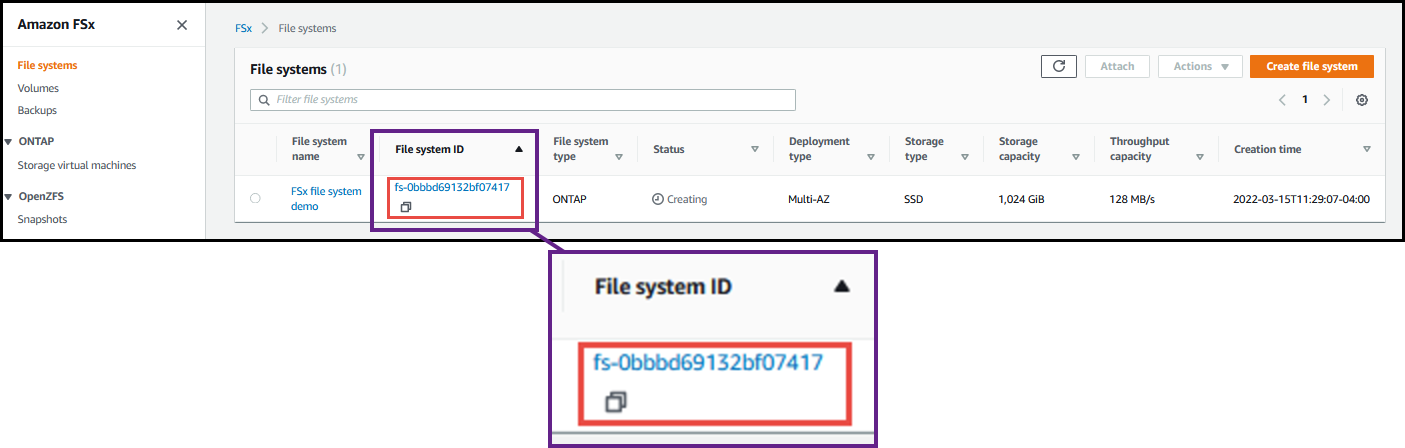 Amazon FSx
File systems
Volumes
Backups
ONTAP
Storage virtual machines
OpenZFS
Snapshots
FSx > File systems
File systems (1)
Attach
Actions
Create file system
Filter file systems
1
File system name
File system ID
File system type
Status
Deployment type
Storage type
Storage capacity
Throughput capacity
Creation time
FSx file system demo
fs-0bbbd69132bf07417
ONTAP
Creating
Multi-AZ
SSD
1,024 GiB
128 MB/s
2022-03-15T11:29:07-04:00
File system ID
fs-0bbbd69132bf07417